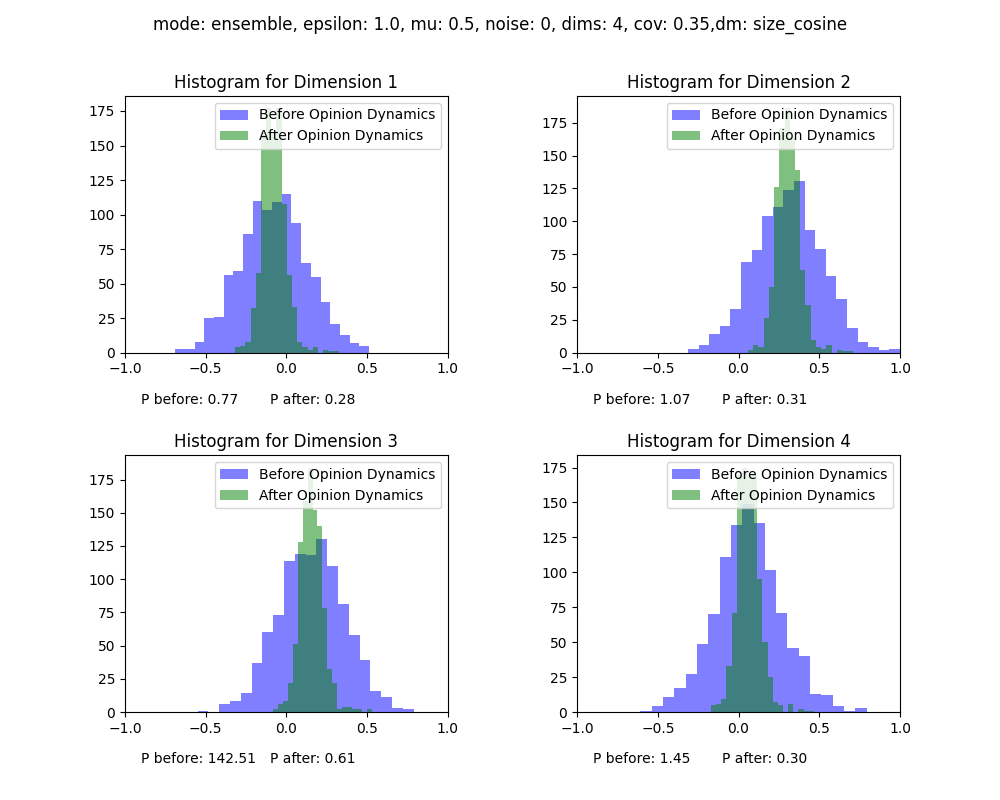 mode: ensemble, epsilon: 1.0, mu: 0.5, noise: 0, dims: 4, cov: 0.35,dm: size_cosine
Histogram for Dimension 1
Before Opinion Dynamics
After Opinion Dynamics
175
150
125
100
75
50
25
0
−1.0 −0.5 0.0 0.5 1.0
P before: 0.77 P after: 0.28
Histogram for Dimension 2
Before Opinion Dynamics
After Opinion Dynamics
175
150
125
100
75
50
25
0
−1.0 −0.5 0.0 0.5 1.0
P before: 1.07 P after: 0.31
Histogram for Dimension 3
Before Opinion Dynamics
After Opinion Dynamics
175
150
125
100
75
50
25
0
−1.0 −0.5 0.0 0.5 1.0
P before: 142.51 P after: 0.61
Histogram for Dimension 4
Before Opinion Dynamics
After Opinion Dynamics
175
150
125
100
75
50
25
0
−1.0 −0.5 0.0 0.5 1.0
P before: 1.45 P after: 0.30